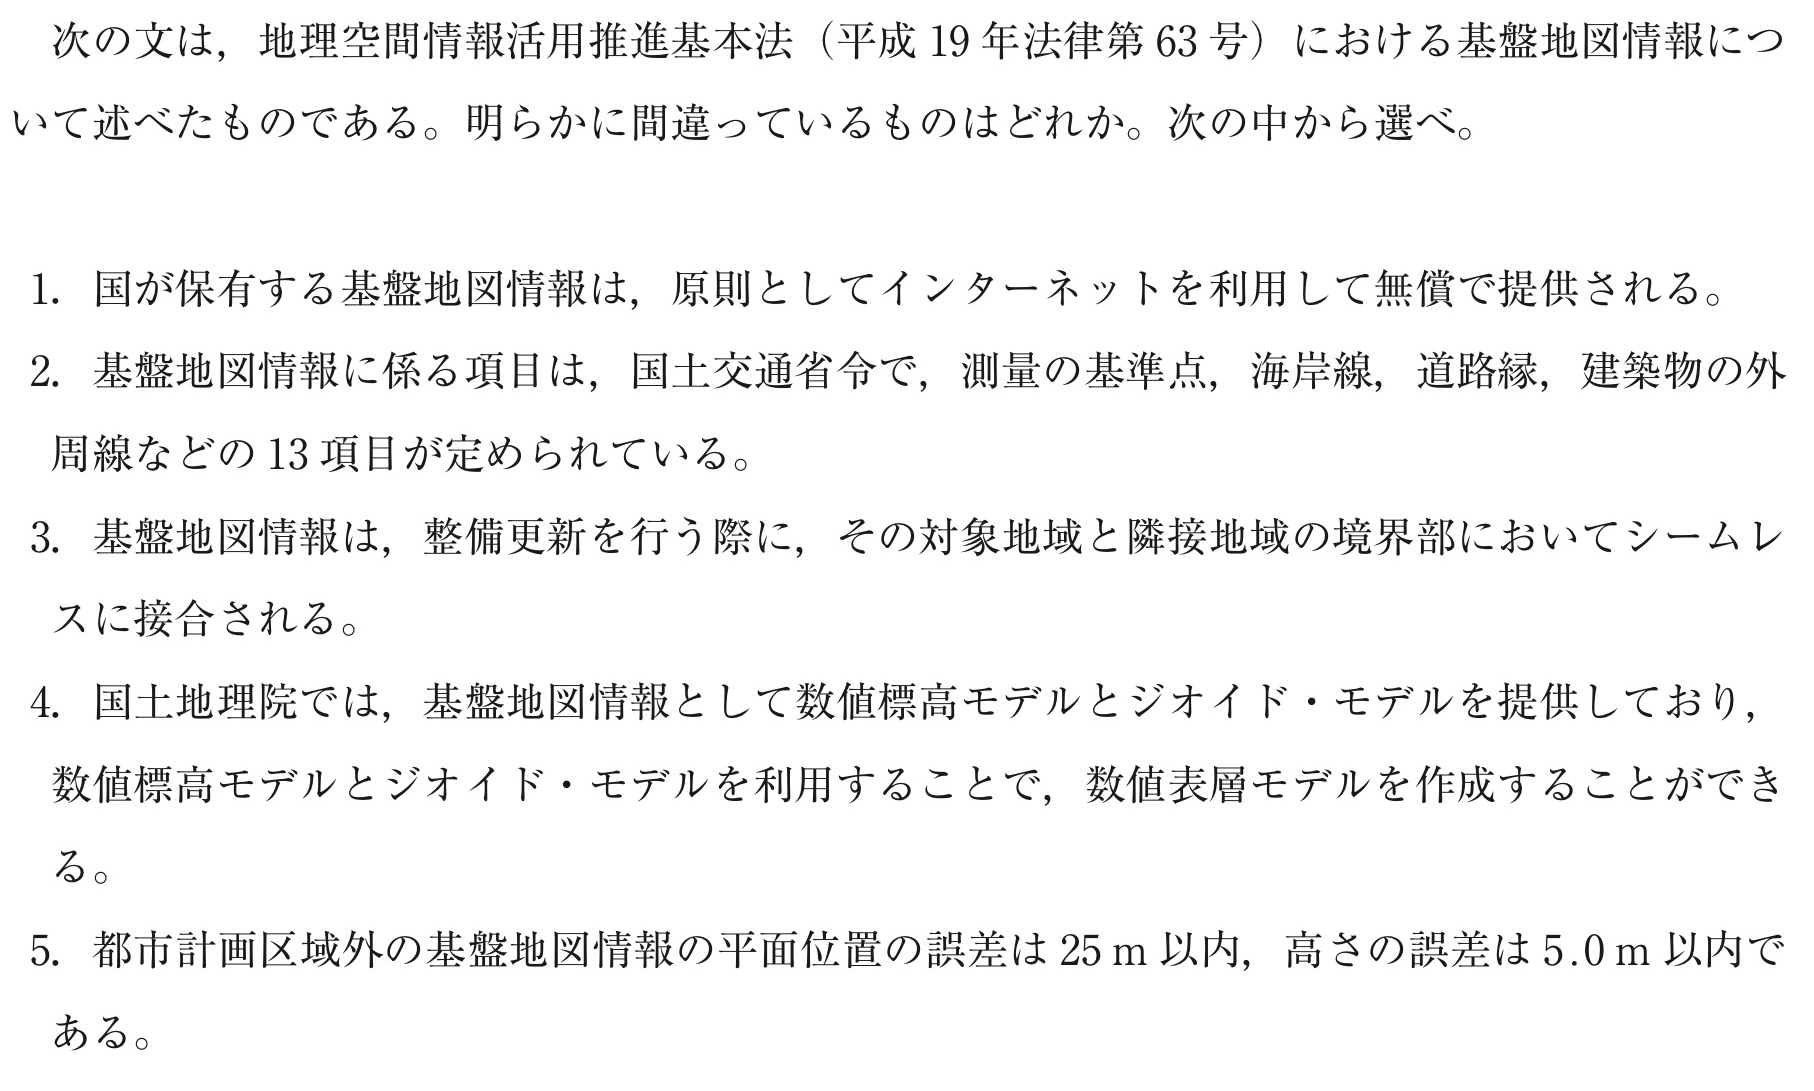 次の文は，地理空間情報活用推進基本法（平成 19 年法律第 63 号）における基盤地図情報につ
いて述べたものである。明らかに間違っているものはどれか。次の中から選べ。
1．国が保有する基盤地図情報は，原則としてインターネットを利用して無償で提供される。
2．基盤地図情報に係る項目は，国土交通省令で，測量の基準点，海岸線，道路縁，建築物の外
周線などの 13 項目が定められている。
3．基盤地図情報は，整備更新を行う際に，その対象地域と隣接地域の境界部においてシームレ
スに接合される。
4．国土地理院では，基盤地図情報として数値標高モデルとジオイド・モデルを提供しており，
数値標高モデルとジオイド・モデルを利用することで，数値表層モデルを作成することができ
る。
5．都市計画区域外の基盤地図情報の平面位置の誤差は 25 m 以内，高さの誤差は 5.0 m 以内で
ある。